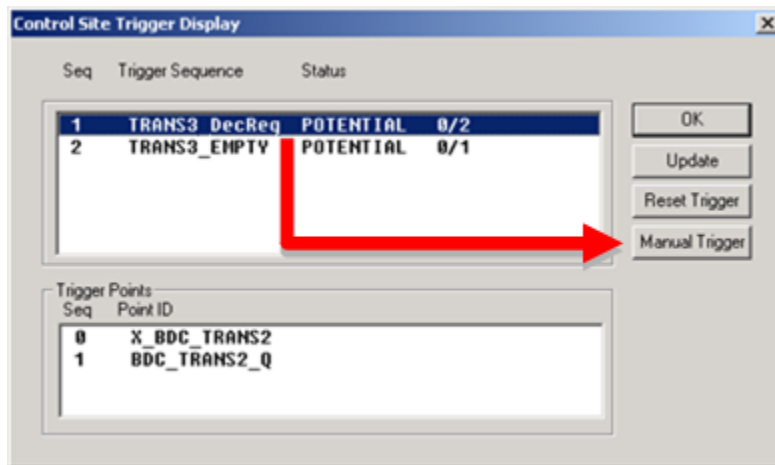 Control Site Trigger Display
Seq Trigger Sequence Status
1 TRANS3_DecReq POTENTIAL 0/2
2 TRANS3_EMPTY POTENTIAL 0/1
OK
Update
Reset Trigger
Manual Trigger
Trigger Points
Seq Point ID
0 X_BDC_TRANS2
1 BDC_TRANS2_Q